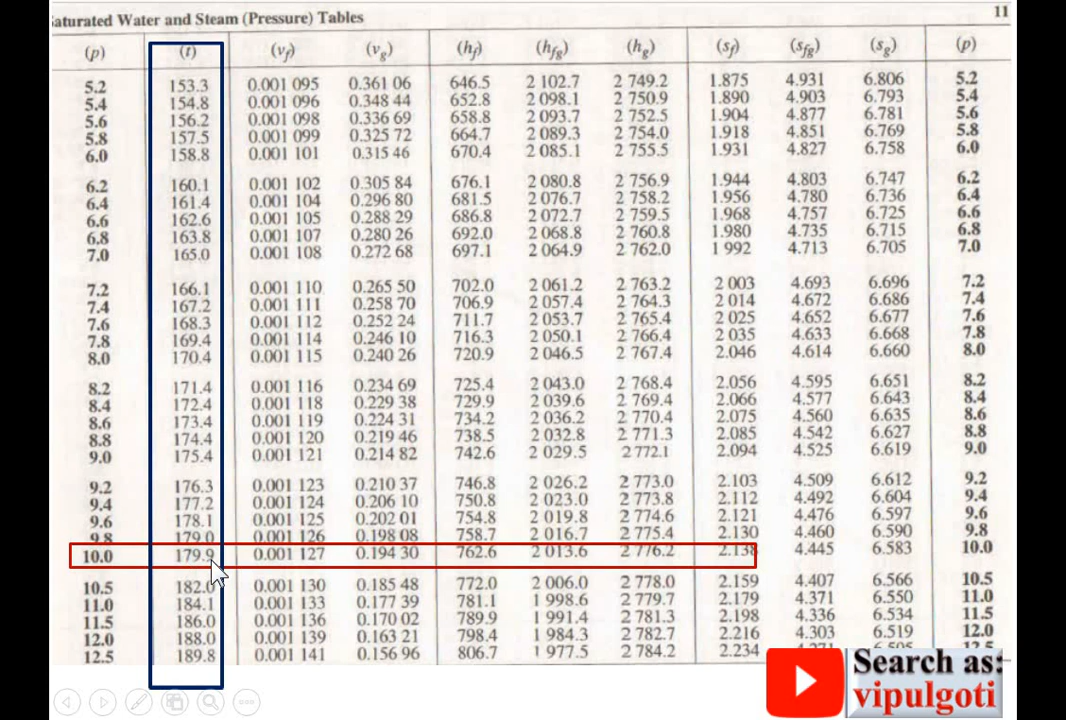 aturated Water and Steam (Pressure) Tables 11
(p) (t) (vf) (vg) (hf) (hfg) (hg) (sf) (sfg) (sg) (p)
5.2 153.3 0.001 095 0.361 06 646.5 2 102.7 2 749.2 1.875 4.931 6.806 5.2
5.4 154.8 0.001 096 0.348 44 652.8 2 098.1 2 750.9 1.890 4.903 6.793 5.4
5.6 156.2 0.001 098 0.336 69 658.8 2 093.7 2 752.5 1.904 4.877 6.781 5.6
5.8 157.5 0.001 099 0.325 72 664.7 2 089.3 2 754.0 1.918 4.851 6.769 5.8
6.0 158.8 0.001 101 0.315 46 670.4 2 085.1 2 755.5 1.931 4.827 6.758 6.0
6.2 160.1 0.001 102 0.305 84 676.1 2 080.8 2 756.9 1.944 4.803 6.747 6.2
6.4 161.4 0.001 104 0.296 80 681.5 2 076.7 2 758.2 1.956 4.780 6.736 6.4
6.6 162.6 0.001 105 0.288 29 686.8 2 072.7 2 759.5 1.968 4.757 6.725 6.6
6.8 163.8 0.001 107 0.280 26 692.0 2 068.8 2 760.8 1.980 4.735 6.715 6.8
7.0 165.0 0.001 108 0.272 68 697.1 2 064.9 2 762.0 1 992 4.713 6.705 7.0
7.2 166.1 0.001 110 0.265 50 702.0 2 061.2 2 763.2 2 003 4.693 6.696 7.2
7.4 167.2 0.001 111 0.258 70 706.9 2 057.4 2 764.3 2 014 4.672 6.686 7.4
7.6 168.3 0.001 112 0.252 24 711.7 2 053.7 2 765.4 2 025 4.652 6.677 7.6
7.8 169.4 0.001 114 0.246 10 716.3 2 050.1 2 766.4 2 035 4.633 6.668 7.8
8.0 170.4 0.001 115 0.240 26 720.9 2 046.5 2 767.4 2.046 4.614 6.660 8.0
8.2 171.4 0.001 116 0.234 69 725.4 2 043.0 2 768.4 2.056 4.595 6.651 8.2
8.4 172.4 0.001 118 0.229 38 729.9 2 039.6 2 769.4 2.066 4.577 6.643 8.4
8.6 173.4 0.001 119 0.224 31 734.2 2 036.2 2 770.4 2.075 4.560 6.635 8.6
8.8 174.4 0.001 120 0.219 46 738.5 2 032.8 2 771.3 2.085 4.542 6.627 8.8
9.0 175.4 0.001 121 0.214 82 742.6 2 029.5 2 772.1 2.094 4.525 6.619 9.0
9.2 176.3 0.001 123 0.210 37 746.8 2 026.2 2 773.0 2.103 4.509 6.612 9.2
9.4 177.2 0.001 124 0.206 10 750.8 2 023.0 2 773.8 2.112 4.492 6.604 9.4
9.6 178.1 0.001 125 0.202 01 754.8 2 019.8 2 774.6 2.121 4.476 6.597 9.6
9.8 179.0 0.001 126 0.198 08 758.7 2 016.7 2 775.4 2.130 4.460 6.590 9.8
10.0 179.9 0.001 127 0.194 30 762.6 2 013.6 2 776.2 2.138 4.445 6.583 10.0
10.5 182.0 0.001 130 0.185 48 772.0 2 006.0 2 778.0 2.159 4.407 6.566 10.5
11.0 184.1 0.001 133 0.177 39 781.1 1 998.6 2 779.7 2.179 4.371 6.550 11.0
11.5 186.0 0.001 136 0.170 02 789.9 1 991.4 2 781.3 2.198 4.336 6.534 11.5
12.0 188.0 0.001 139 0.163 21 798.4 1 984.3 2 782.7 2.216 4.303 6.519 12.0
12.5 189.8 0.001 141 0.156 96 806.7 1 977.5 2 784.2 2.234
Search as:
vipulgoti